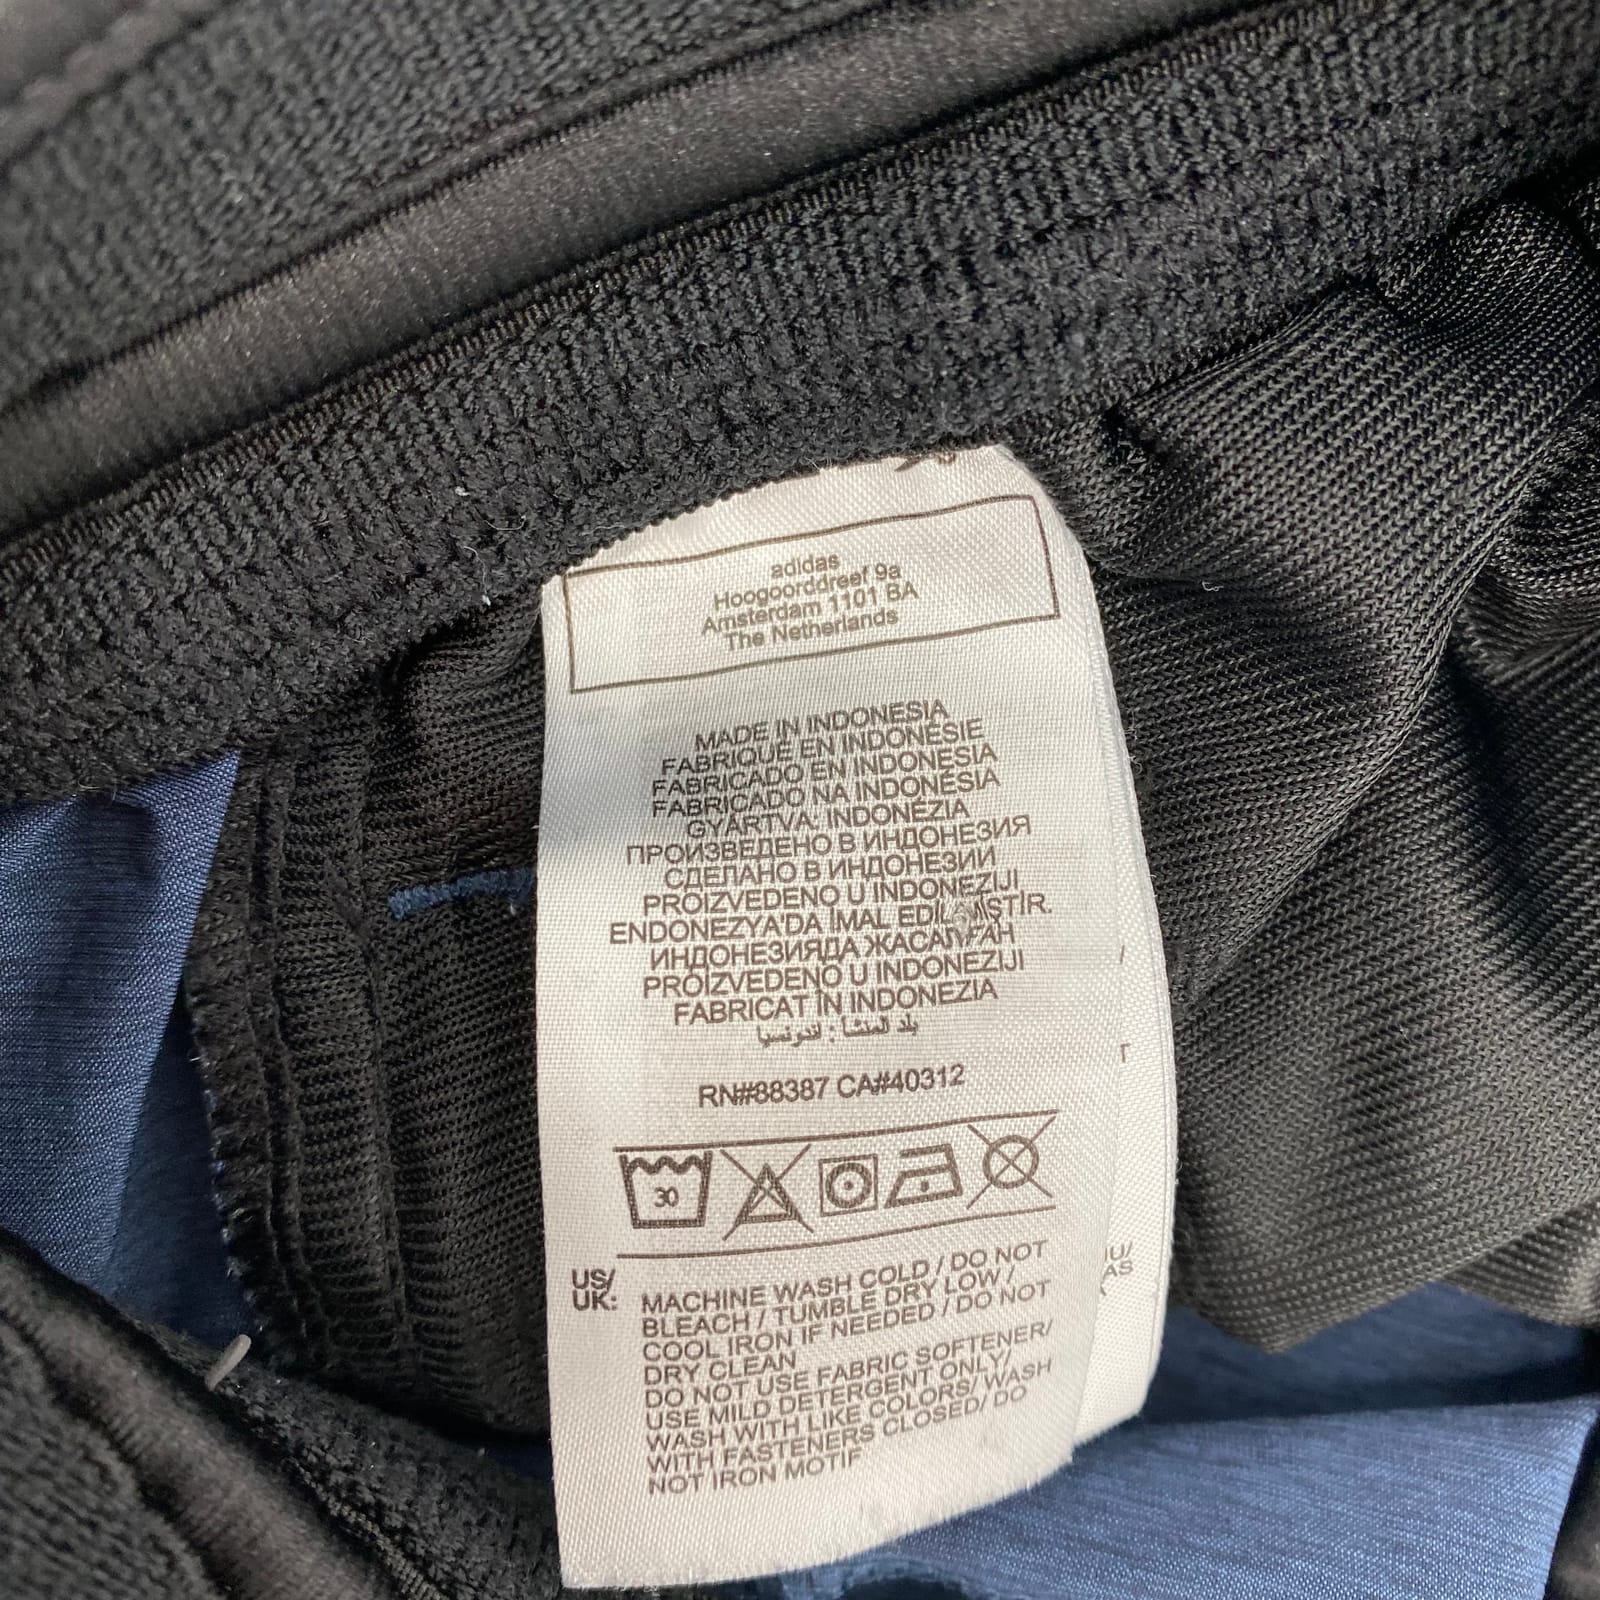 adidas
Hoogoorddreef 9a
Amsterdam 1101 BA
The Netherlands
MADE IN INDONESIA
FABRIQUÉ EN INDONÉSIE
FABRICADO EN INDONESIA
FABRICADO NA INDONÉSIA
GYÁRTVA: INDONÉZIA
ПРОИЗВЕДЕНО В ИНДОНЕЗИЯ
СДЕЛАНО В ИНДОНЕЗИИ
PROIZVEDENO U INDONEZIJI
ENDONEZYA'DA İMAL EDİLMİŞTİR.
ИНДОНЕЗИЯДА ЖАСАЛҒАН
PROIZVEDENO U INDONEZIJI
FABRICAT ÎN INDONEZIA
بلد المنشأ : اندونسيا
RN#88387 CA#40312
30
US/
UK:
MACHINE WASH COLD / DO NOT
BLEACH / TUMBLE DRY LOW /
COOL IRON IF NEEDED / DO NOT
DRY CLEAN
DO NOT USE FABRIC SOFTENER/
USE MILD DETERGENT ONLY/
WASH WITH LIKE COLORS/ WASH
WITH FASTENERS CLOSED/ DO
NOT IRON MOTIF